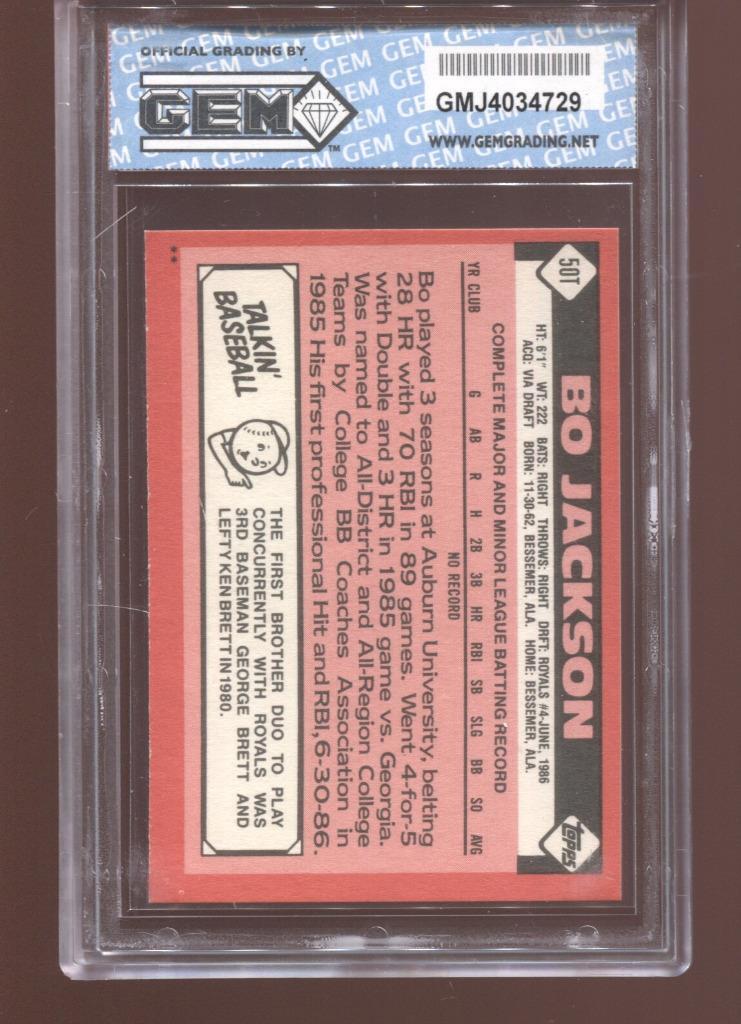 OFFICIAL GRADING BY
GEM
TM
GMJ4034729
WWW.GEMGRADING.NET
50T
BO JACKSON
topps
HT: 6'1" WT: 222 BATS: RIGHT THROWS: RIGHT DRFT: ROYALS #4-JUNE, 1986
ACQ: VIA DRAFT BORN: 11-30-62, BESSEMER, ALA. HOME: BESSEMER, ALA.
COMPLETE MAJOR AND MINOR LEAGUE BATTING RECORD
YR CLUB G AB R H 2B 3B HR RBI SB SLG BB SO AVG
NO RECORD
Bo played 3 seasons at Auburn University, belting
28 HR with 70 RBI in 89 games. Went 4-for-5
with Double and 3 HR in 1985 game vs. Georgia.
Was named to All-District and All-Region College
Teams by College BB Coaches Association in
1985 His first professional Hit and RBI, 6-30-86.
TALKIN'
BASEBALL
THE FIRST BROTHER DUO TO PLAY
CONCURRENTLY WITH ROYALS WAS
3RD BASEMAN GEORGE BRETT AND
LEFTY KEN BRETT IN 1980.
**